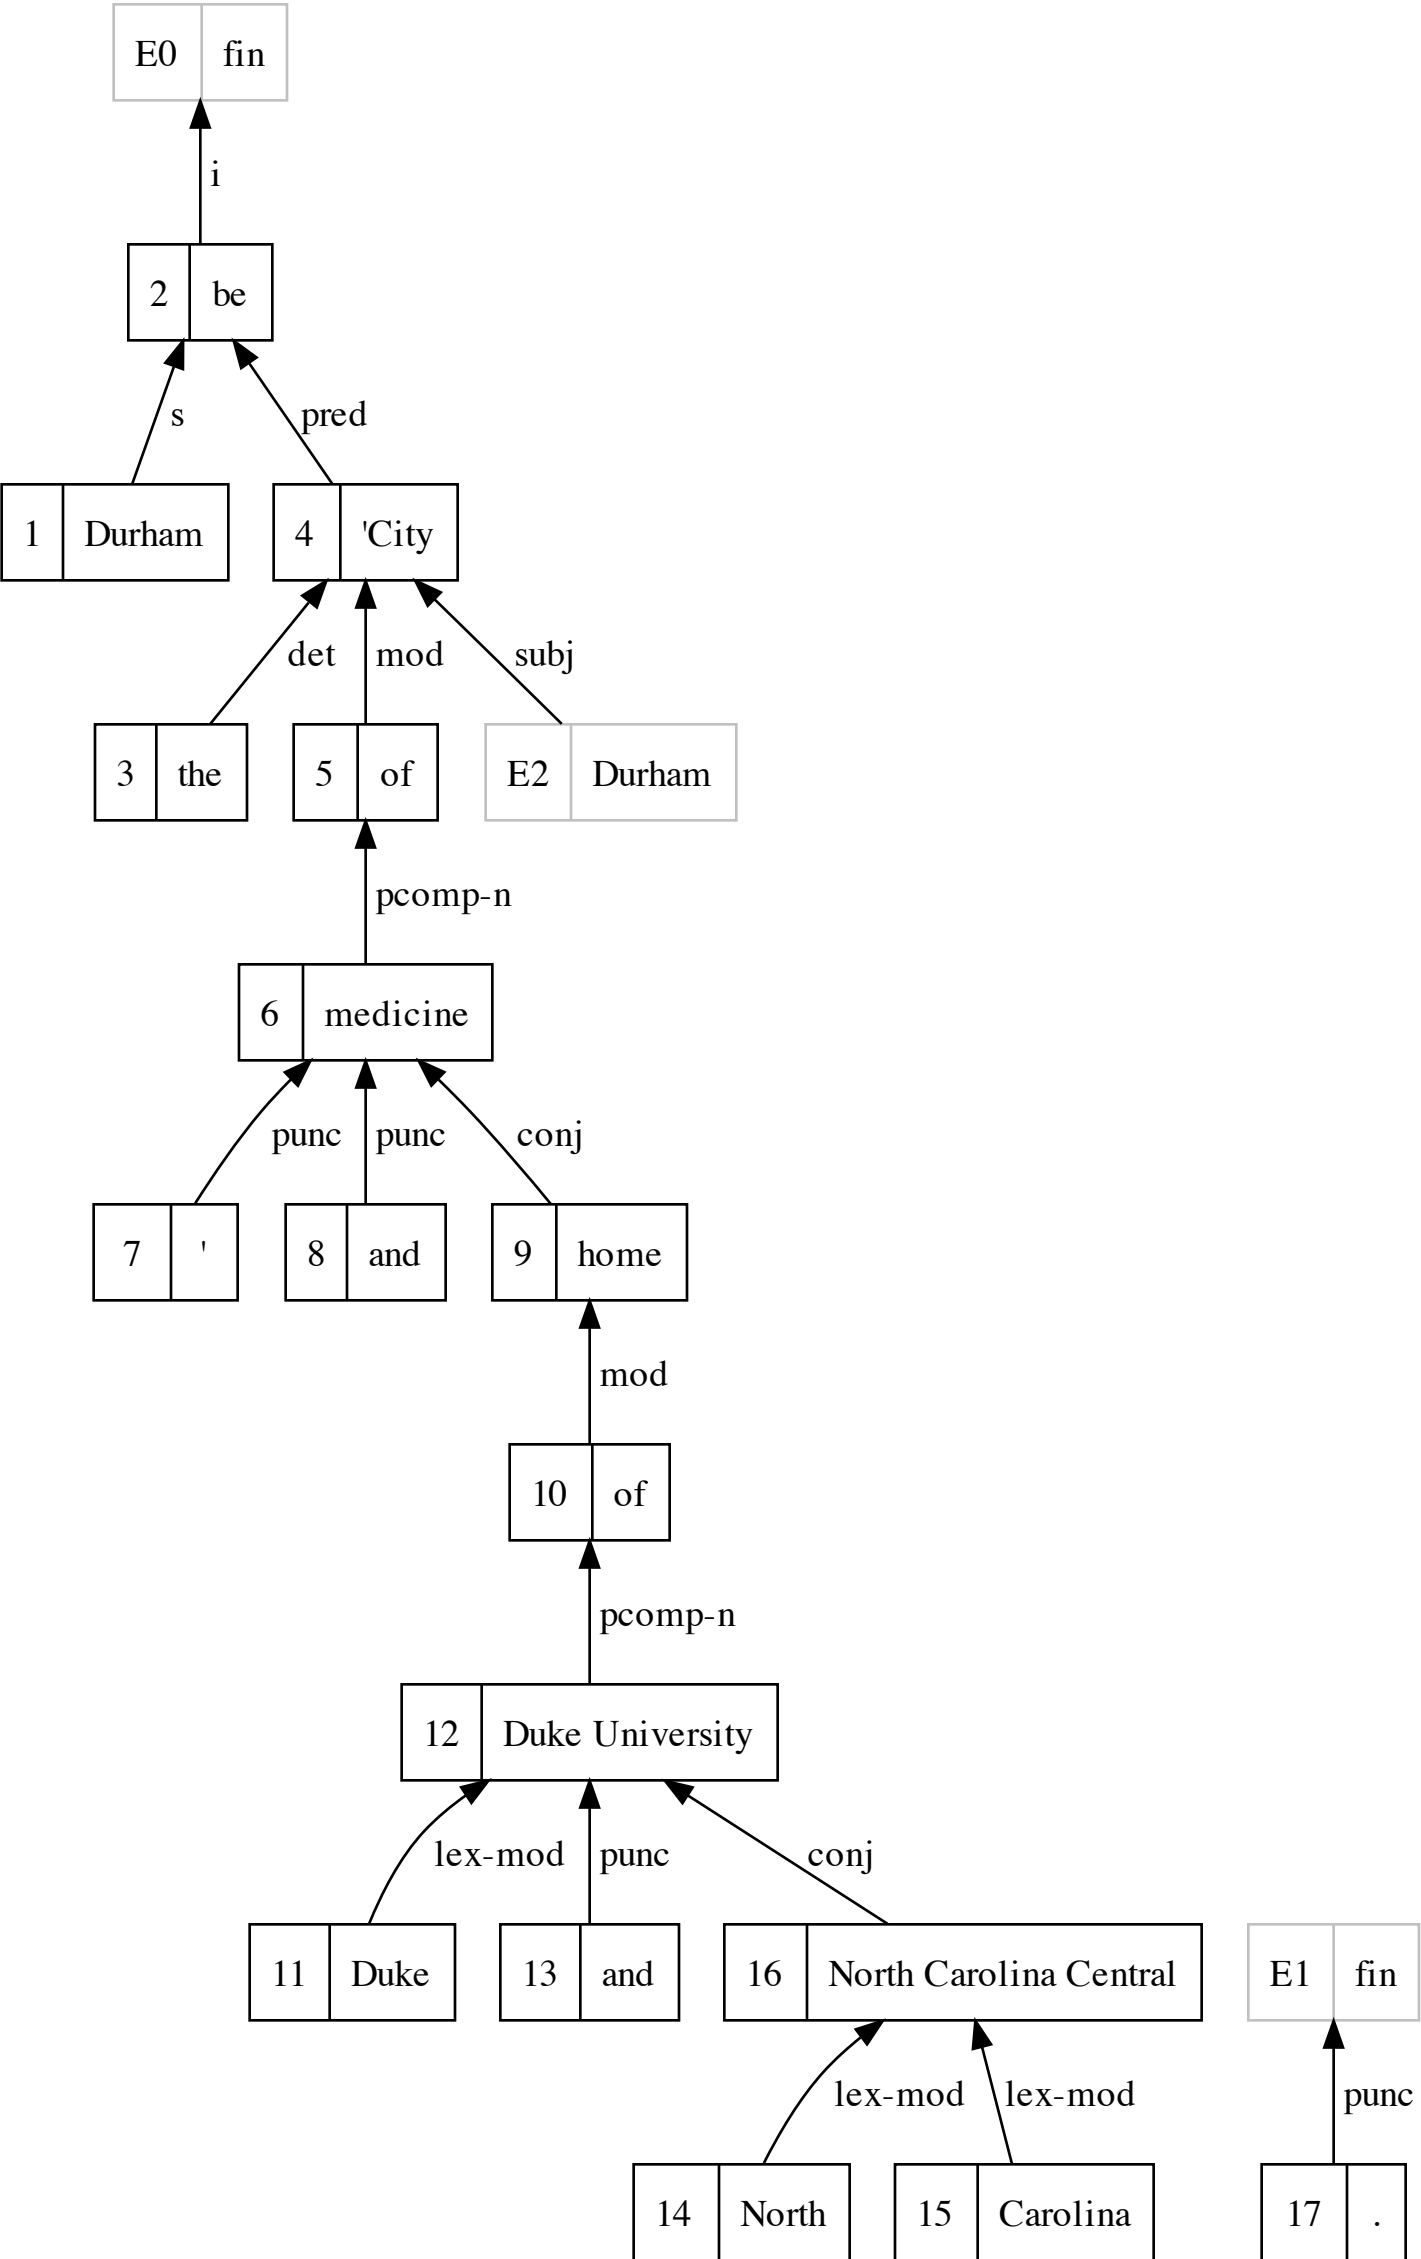 E0 fin
i
2 be
s pred
1 Durham 4 'City
det mod subj
3 the 5 of E2 Durham
pcomp-n
6 medicine
punc punc conj
7 ' 8 and 9 home
mod
10 of
pcomp-n
12 Duke University
lex-mod punc conj
11 Duke 13 and 16 North Carolina Central E1 fin
lex-mod lex-mod punc
14 North 15 Carolina 17 .